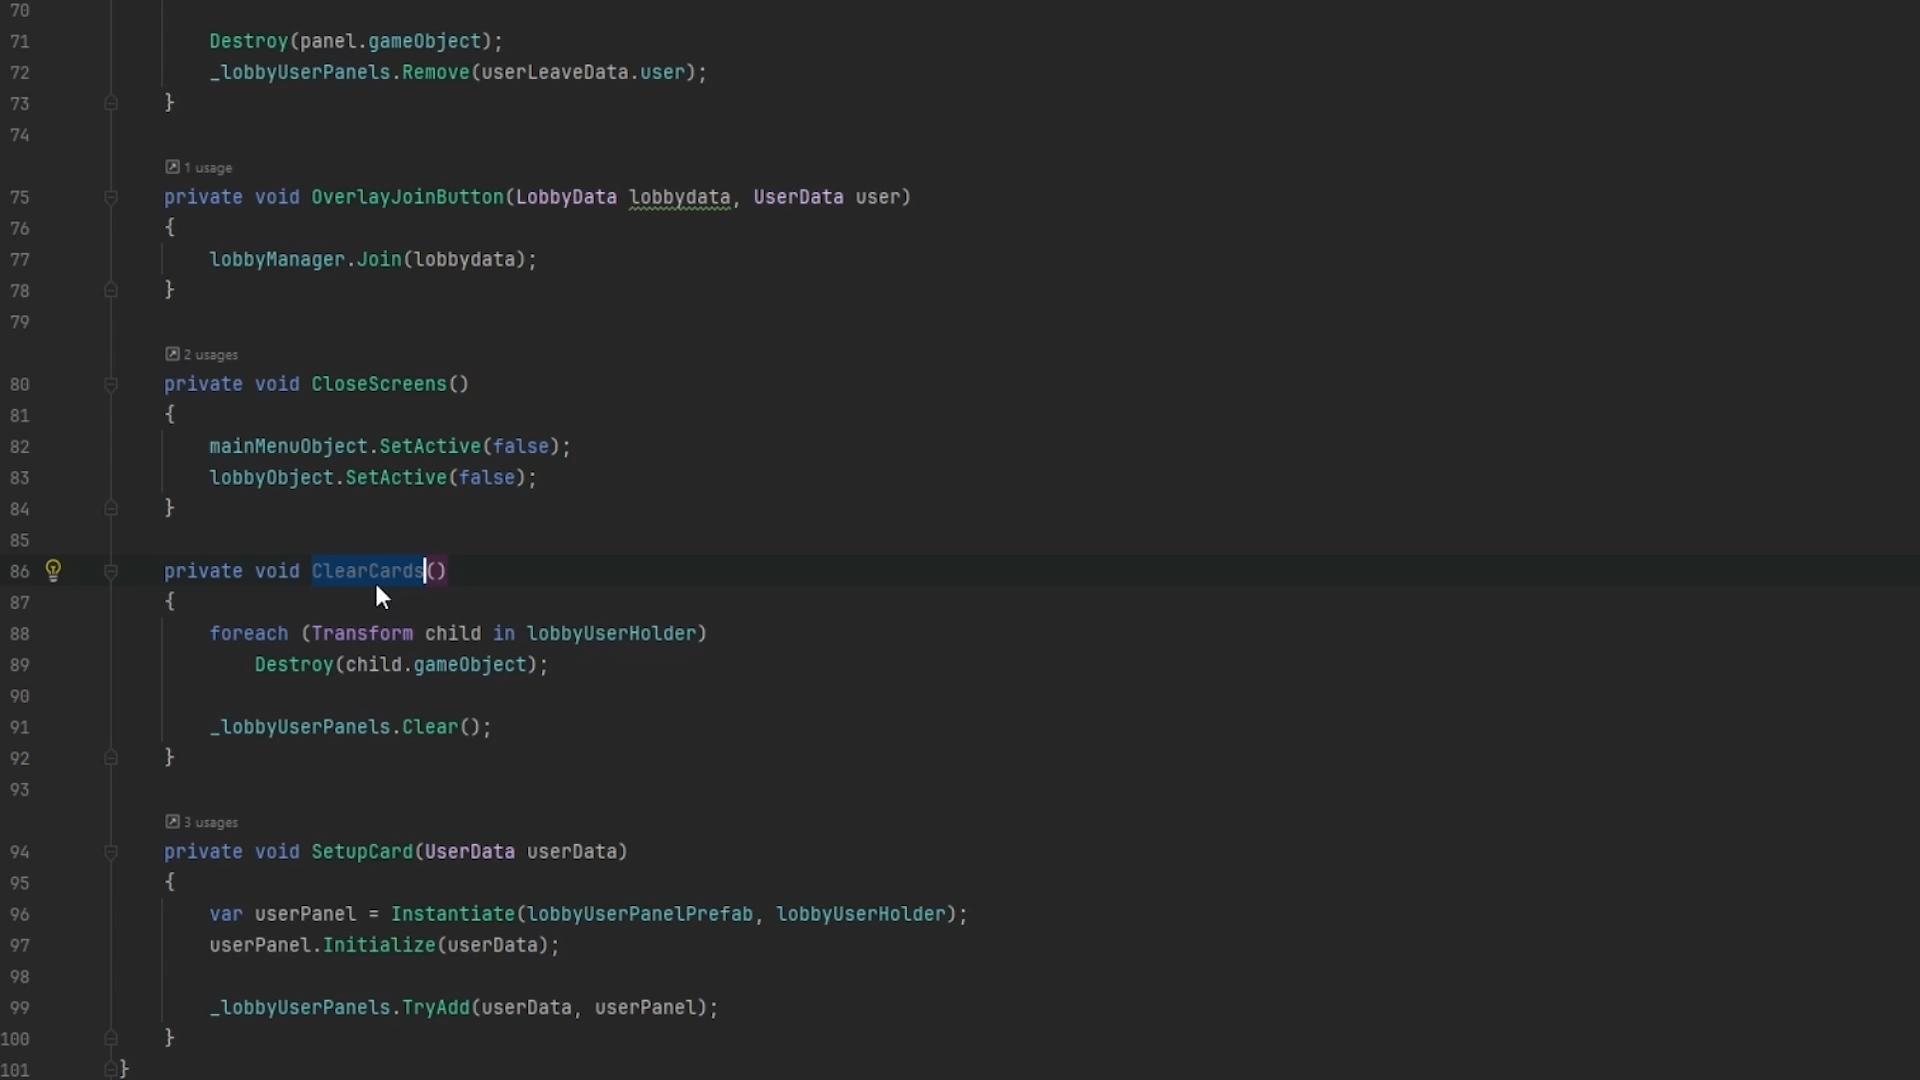 70
71 Destroy(panel.gameObject);
72 _lobbyUserPanels.Remove(userLeaveData.user);
73 }
74
1 usage
75 private void OverlayJoinButton(LobbyData lobbydata, UserData user)
76 {
77 lobbyManager.Join(lobbydata);
78 }
79
2 usages
80 private void CloseScreens()
81 {
82 mainMenuObject.SetActive(false);
83 lobbyObject.SetActive(false);
84 }
85
86 private void ClearCards()
87 {
88 foreach (Transform child in lobbyUserHolder)
89 Destroy(child.gameObject);
90
91 _lobbyUserPanels.Clear();
92 }
93
3 usages
94 private void SetupCard(UserData userData)
95 {
96 var userPanel = Instantiate(lobbyUserPanelPrefab, lobbyUserHolder);
97 userPanel.Initialize(userData);
98
99 _lobbyUserPanels.TryAdd(userData, userPanel);
100 }
101 }